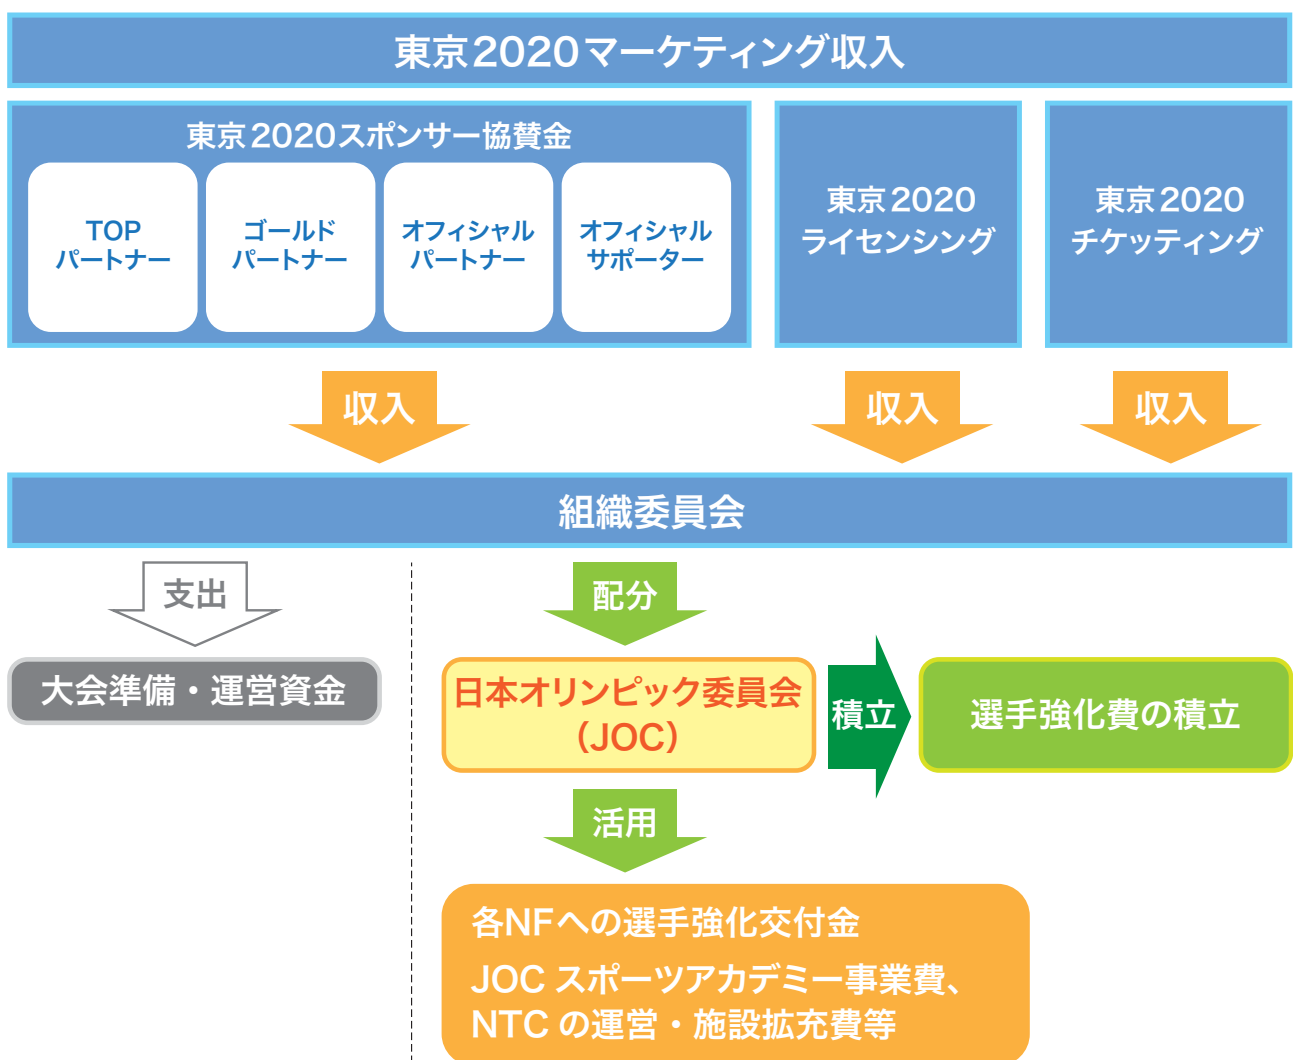 東京2020マーケティング収入
東京2020スポンサー協賛金
TOP
パートナー
ゴールド
パートナー
オフィシャル
パートナー
オフィシャル
サポーター
東京2020
ライセンシング
東京2020
チケッティング
収入
収入
収入
組織委員会
支出
配分
大会準備・運営資金
日本オリンピック委員会
（JOC）
積立
選手強化費の積立
活用
各NFへの選手強化交付金
JOC スポーツアカデミー事業費、
NTC の運営・施設拡充費等